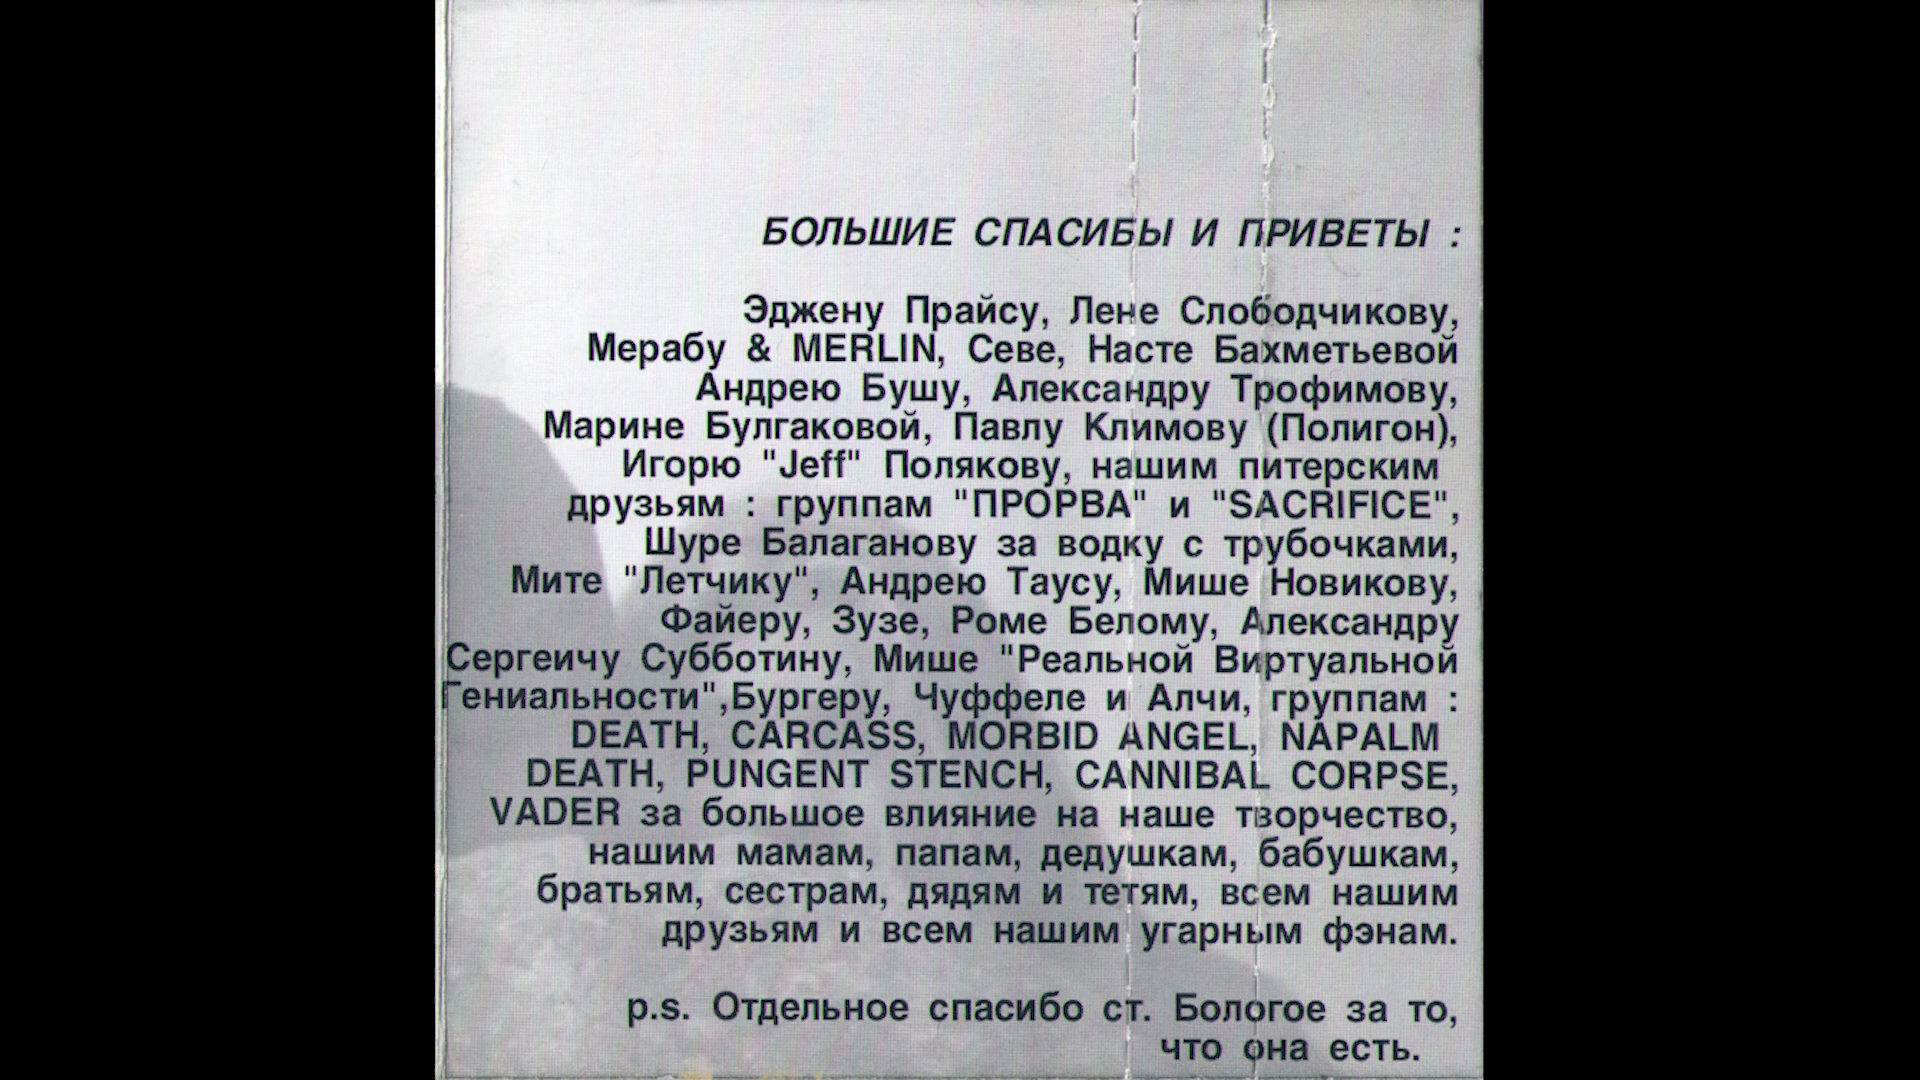 БОЛЬШИЕ СПАСИБЫ И ПРИВЕТЫ :
Эджену Прайсу, Лене Слободчикову,
Мерабу & MERLIN, Севе, Насте Бахметьевой
Андрею Бушу, Александру Трофимову,
Марине Булгаковой, Павлу Климову (Полигон),
Игорю "Jeff" Полякову, нашим питерским
друзьям : группам "ПРОРВА" и "SACRIFICE",
Шуре Балаганову за водку с трубочками,
Мите "Летчику", Андрею Таусу, Мише Новикову,
Файеру, Зузе, Роме Белому, Александру
Сергеичу Субботину, Мише "Реальной Виртуальной
Гениальности",Бургеру, Чуффеле и Алчи, группам :
DEATH, CARCASS, MORBID ANGEL, NAPALM
DEATH, PUNGENT STENCH, CANNIBAL CORPSE,
VADER за большое влияние на наше творчество,
нашим мамам, папам, дедушкам, бабушкам,
братьям, сестрам, дядям и тетям, всем нашим
друзьям и всем нашим угарным фэнам.
p.s. Отдельное спасибо ст. Бологое за то,
что она есть.